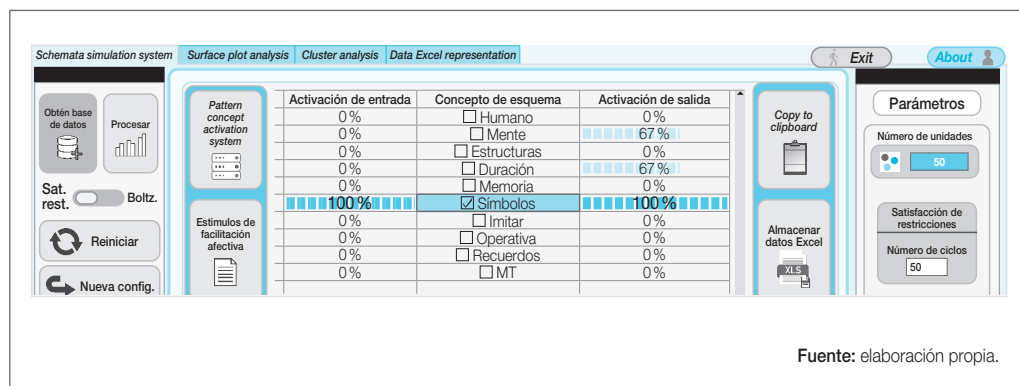 Schemata simulation system Surface plot analysis Cluster analysis Data Excel representation Exit About
Obtén base de datos
Procesar
Sat. rest. Boltz.
Reiniciar
Nueva config.
Pattern concept activation system
Estimulos de facilitación afectiva
Activación de entrada Concepto de esquema Activación de salida
0 % Humano 0 %
0 % Mente 67 %
0 % Estructuras 0 %
0 % Duración 67 %
0 % Memoria 0 %
100 % Símbolos 100 %
0 % Imitar 0 %
0 % Operativa 0 %
0 % Recuerdos 0 %
0 % MT 0 %
Copy to clipboard
Almacenar datos Excel
XLS
Parámetros
Número de unidades
50
Satisfacción de restricciones
Número de ciclos
50
Fuente: elaboración propia.